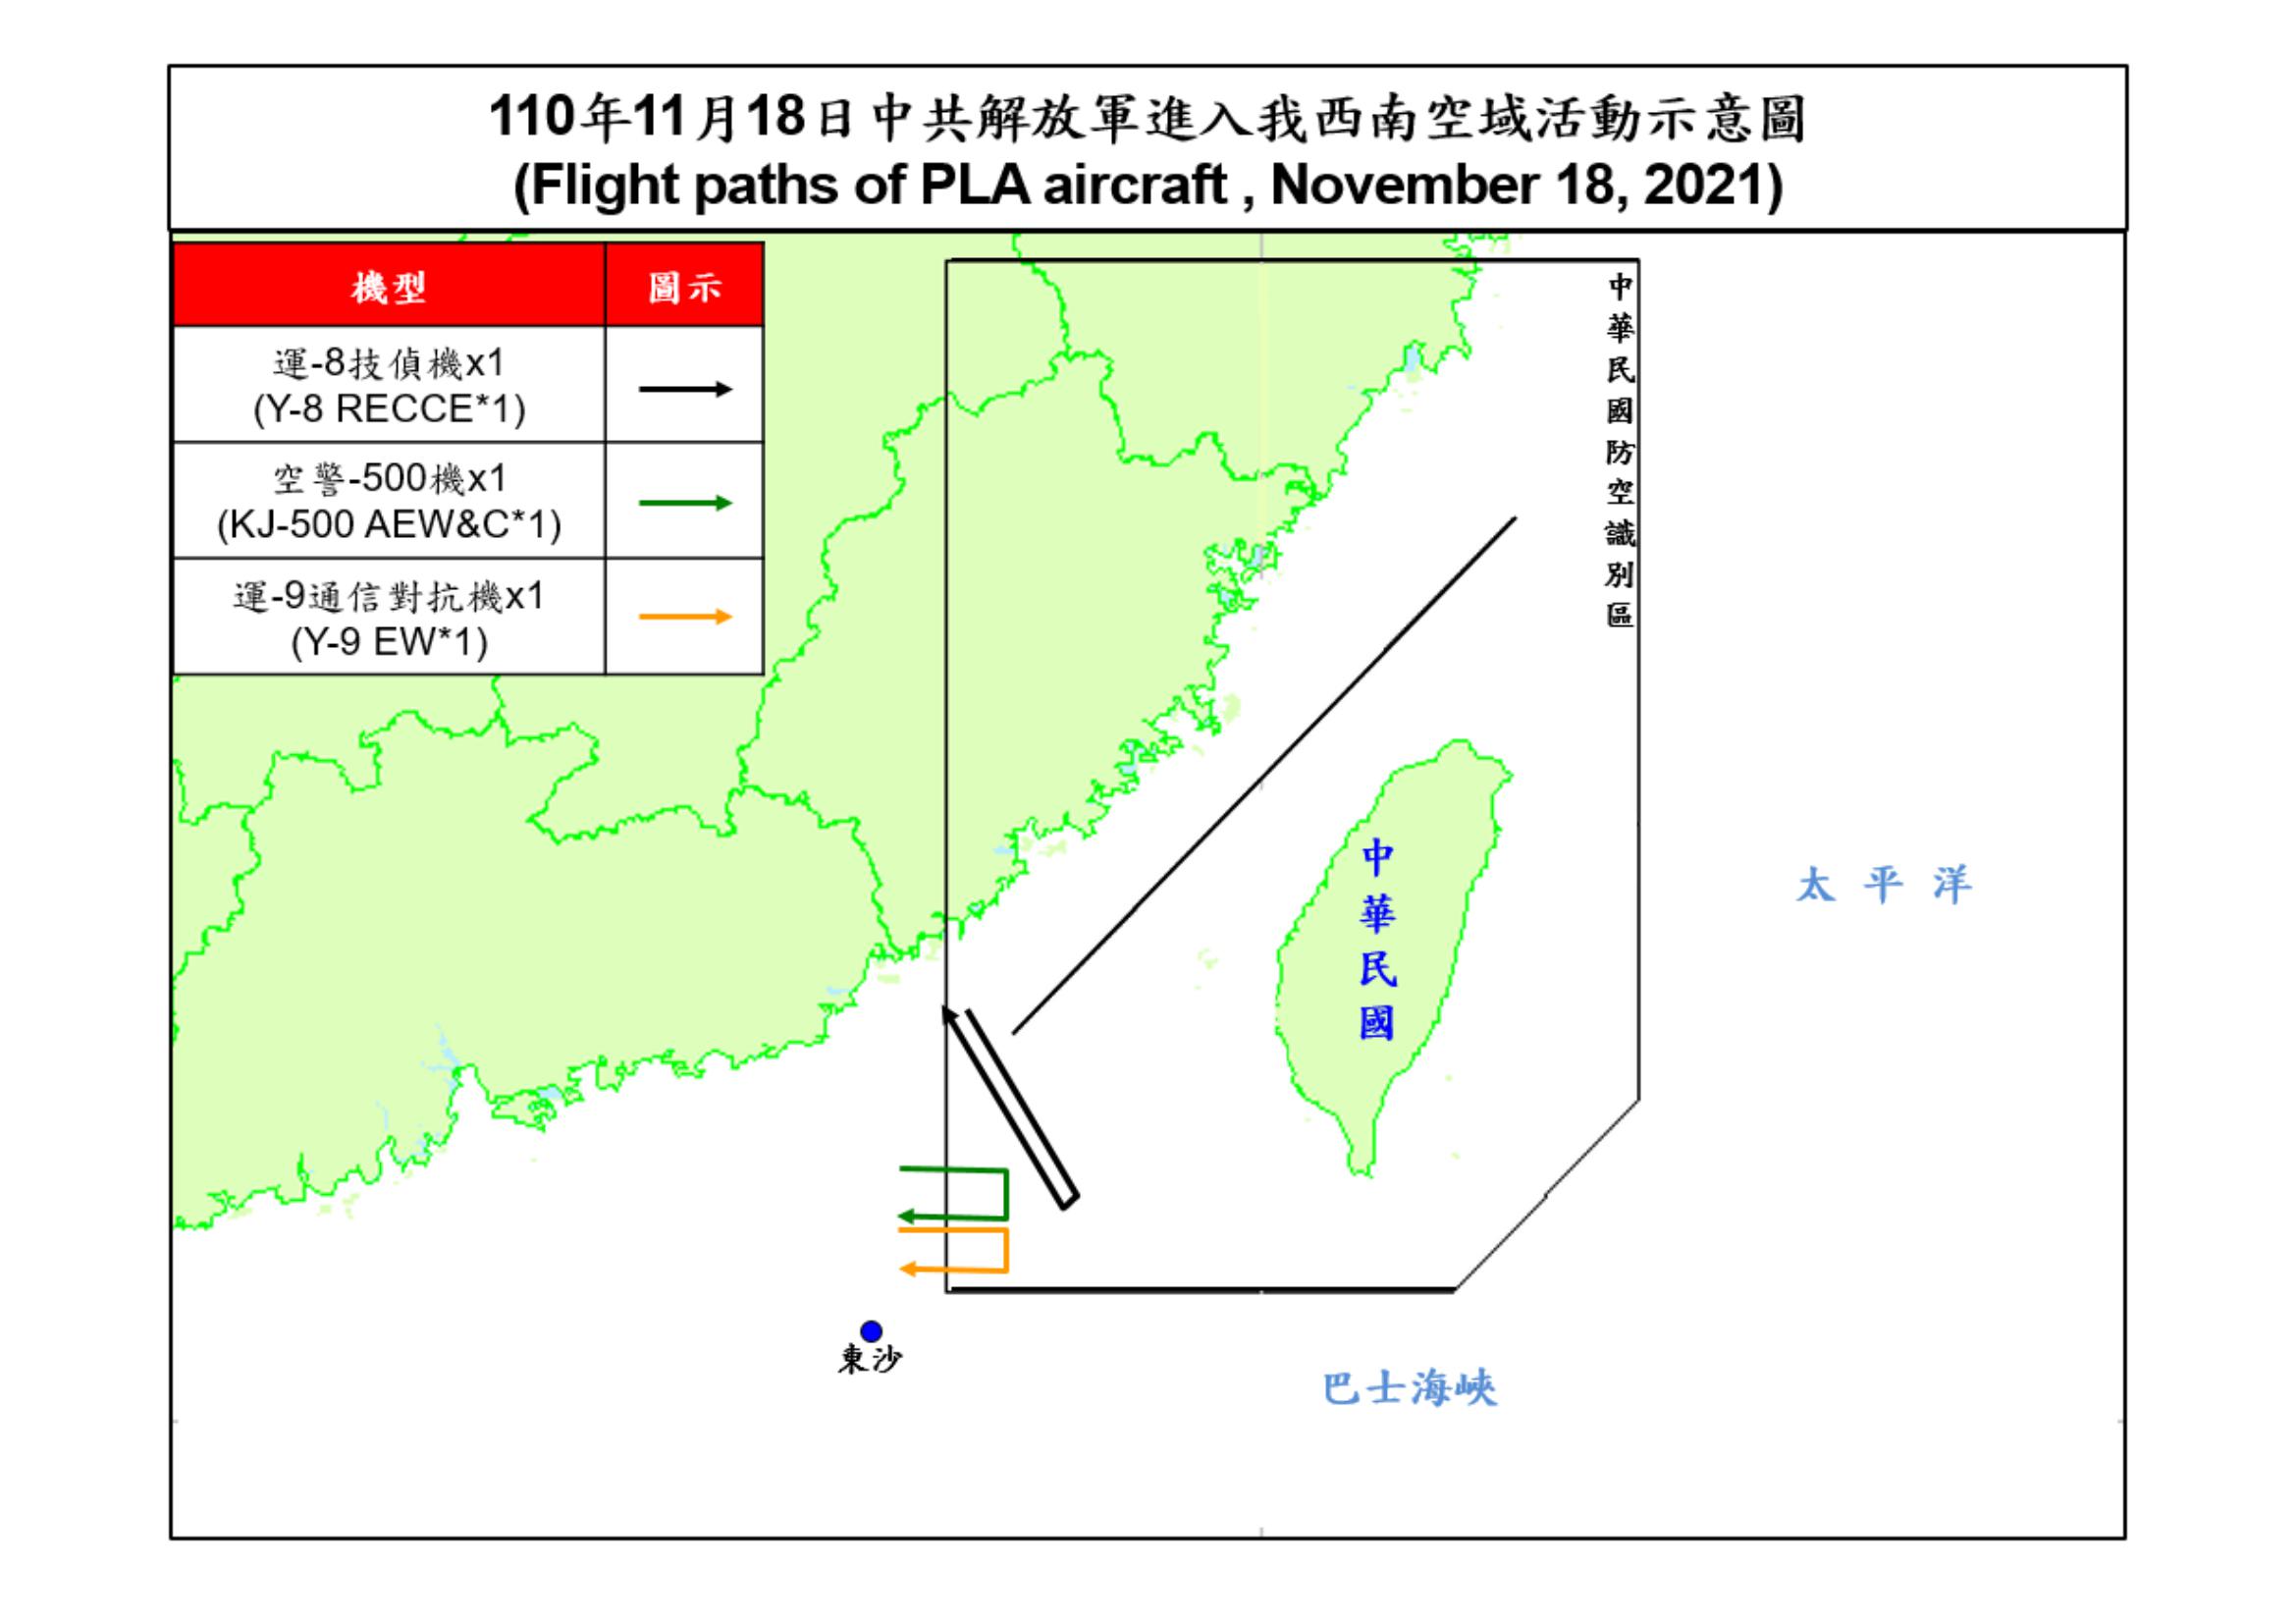 110年11月18日中共解放軍進入我西南空域活動示意圖
(Flight paths of PLA aircraft , November 18, 2021)
機型
圖示
運-8技偵機x1
(Y-8 RECCE*1)
空警-500機x1
(KJ-500 AEW&C*1)
運-9通信對抗機x1
(Y-9 EW*1)
中華民國防空識別區
中華民國
太平洋
東沙
巴士海峽